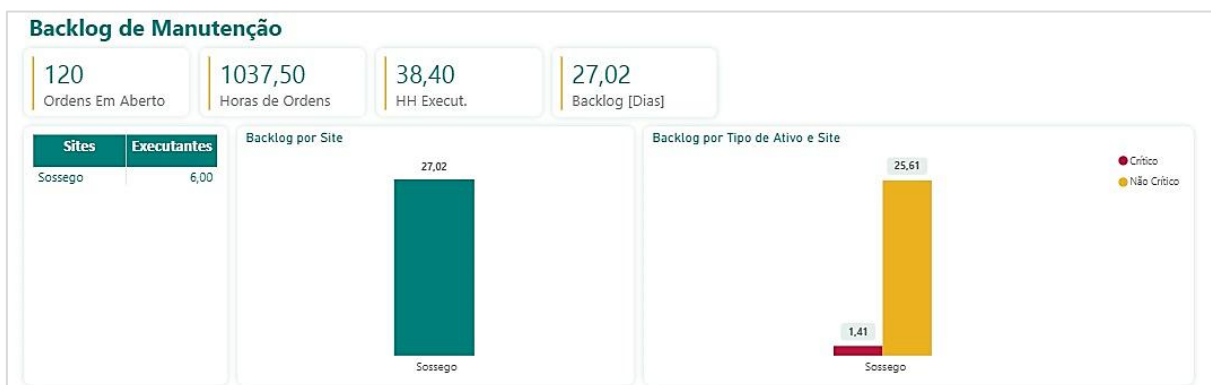 Backlog de Manutenção
120
Ordens Em Aberto
1037,50
Horas de Ordens
38,40
HH Execut.
27,02
Backlog [Dias]
Sites Executantes
Sossego 6,00
Backlog por Site
27,02
Sossego
Backlog por Tipo de Ativo e Site
Crítico
Não Crítico
25,61
1,41
Sossego